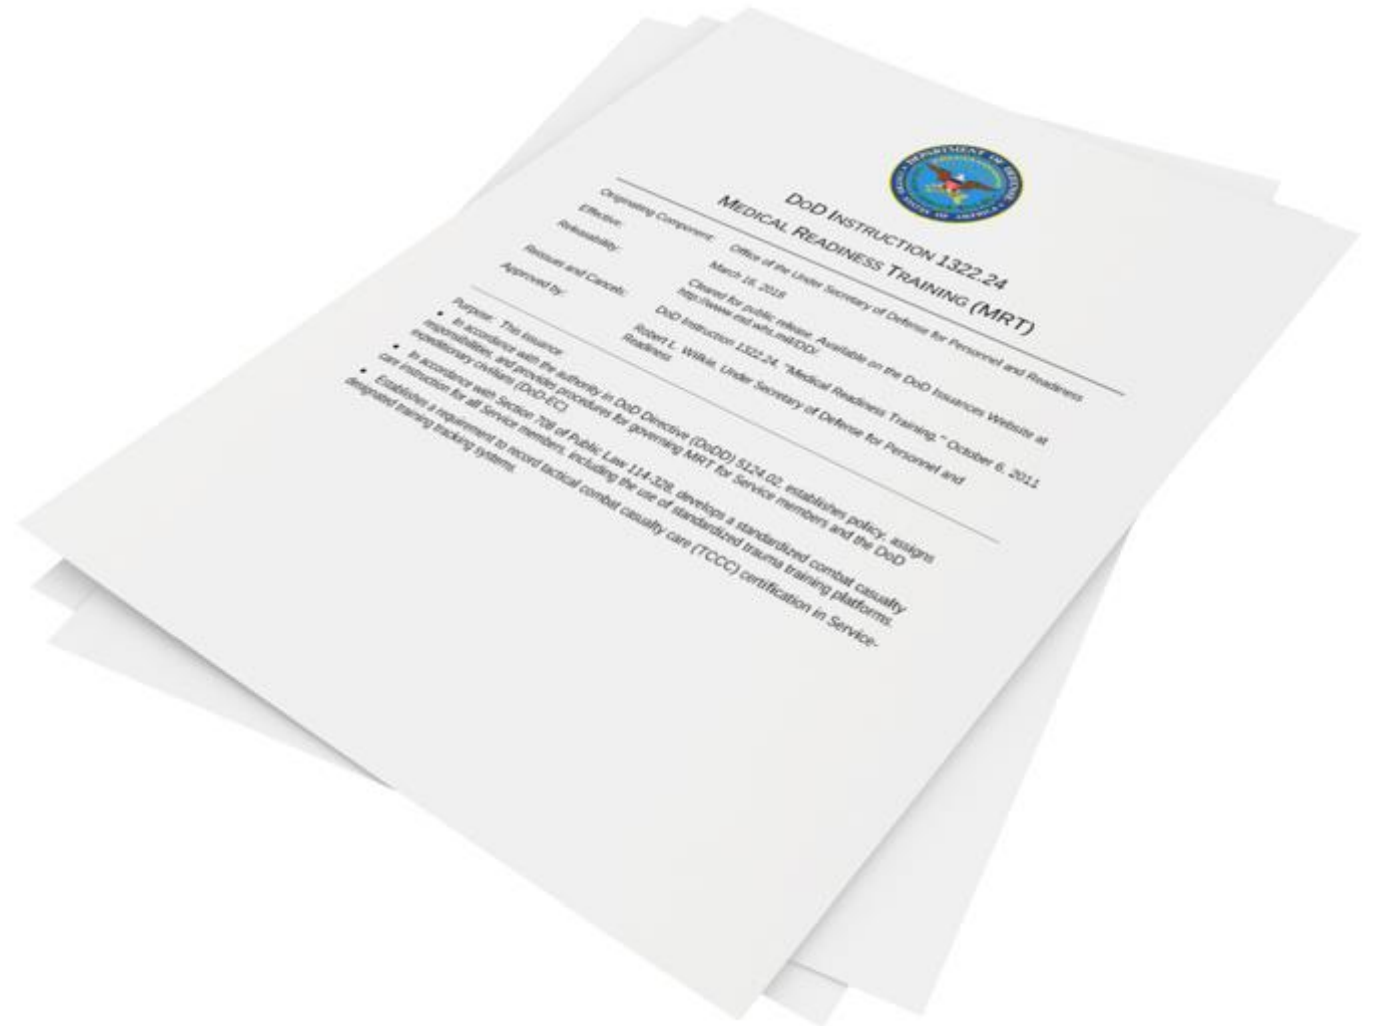 DEPARTMENT OF DEFENSE
UNITED STATES OF AMERICA
DOD INSTRUCTION 1322.24
MEDICAL READINESS TRAINING (MRT)
Originating Component: Office of the Under Secretary of Defense for Personnel and Readiness
Effective: March 16, 2018
Releasability: Cleared for public release. Available on the DoD Issuances Website at
http://www.esd.whs.mil/DD/
Reissues and Cancels: DoD Instruction 1322.24, "Medical Readiness Training," October 6, 2011
Approved by: Robert L. Wilkie, Under Secretary of Defense for Personnel and
Readiness
Purpose: This issuance
• In accordance with the authority in DoD Directive (DoDD) 5124.02, establishes policy, assigns
responsibilities, and provides procedures for governing MRT for Service members and the DoD
expeditionary civilians (DoD-EC)
• In accordance with Section 708 of Public Law 114-328, develops a standardized combat casualty
care instruction for all Service members, including the use of standardized trauma training platforms.
• Establishes a requirement to record tactical combat casualty care (TCCC) certification in Service-
designated training tracking systems.